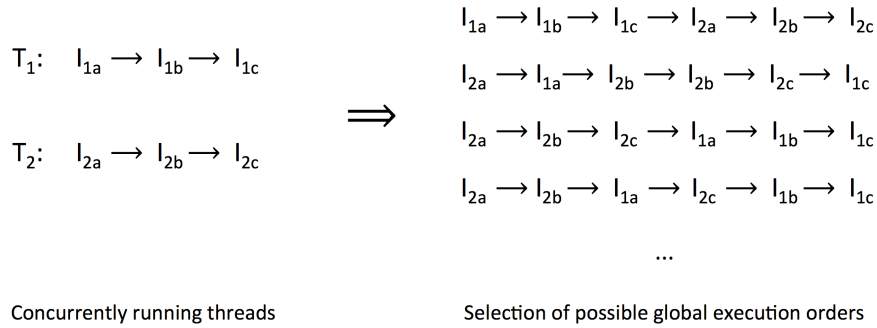 I1a → I1b → I1c → I2a → I2b → I2c
T1: I1a → I1b → I1c
I2a → I1a → I2b → I2b → I2c → I1c
⇒
I2a → I2b → I2c → I1a → I1b → I1c
T2: I2a → I2b → I2c
I2a → I2b → I1a → I2c → I1b → I1c
...
Concurrently running threads
Selection of possible global execution orders